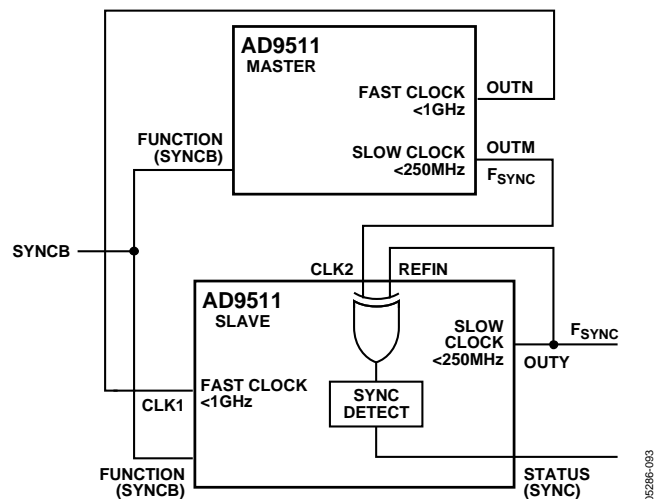 AD9511
MASTER
FAST CLOCK
<1GHz
OUTN
FUNCTION
(SYNCB)
SLOW CLOCK
<250MHz
OUTM
FSYNC
SYNCB
CLK2
REFIN
AD9511
SLAVE
SLOW
CLOCK
<250MHz
FSYNC
OUTY
FAST CLOCK
<1GHz
CLK1
SYNC
DETECT
FUNCTION
(SYNCB)
STATUS
(SYNC)
05286-093